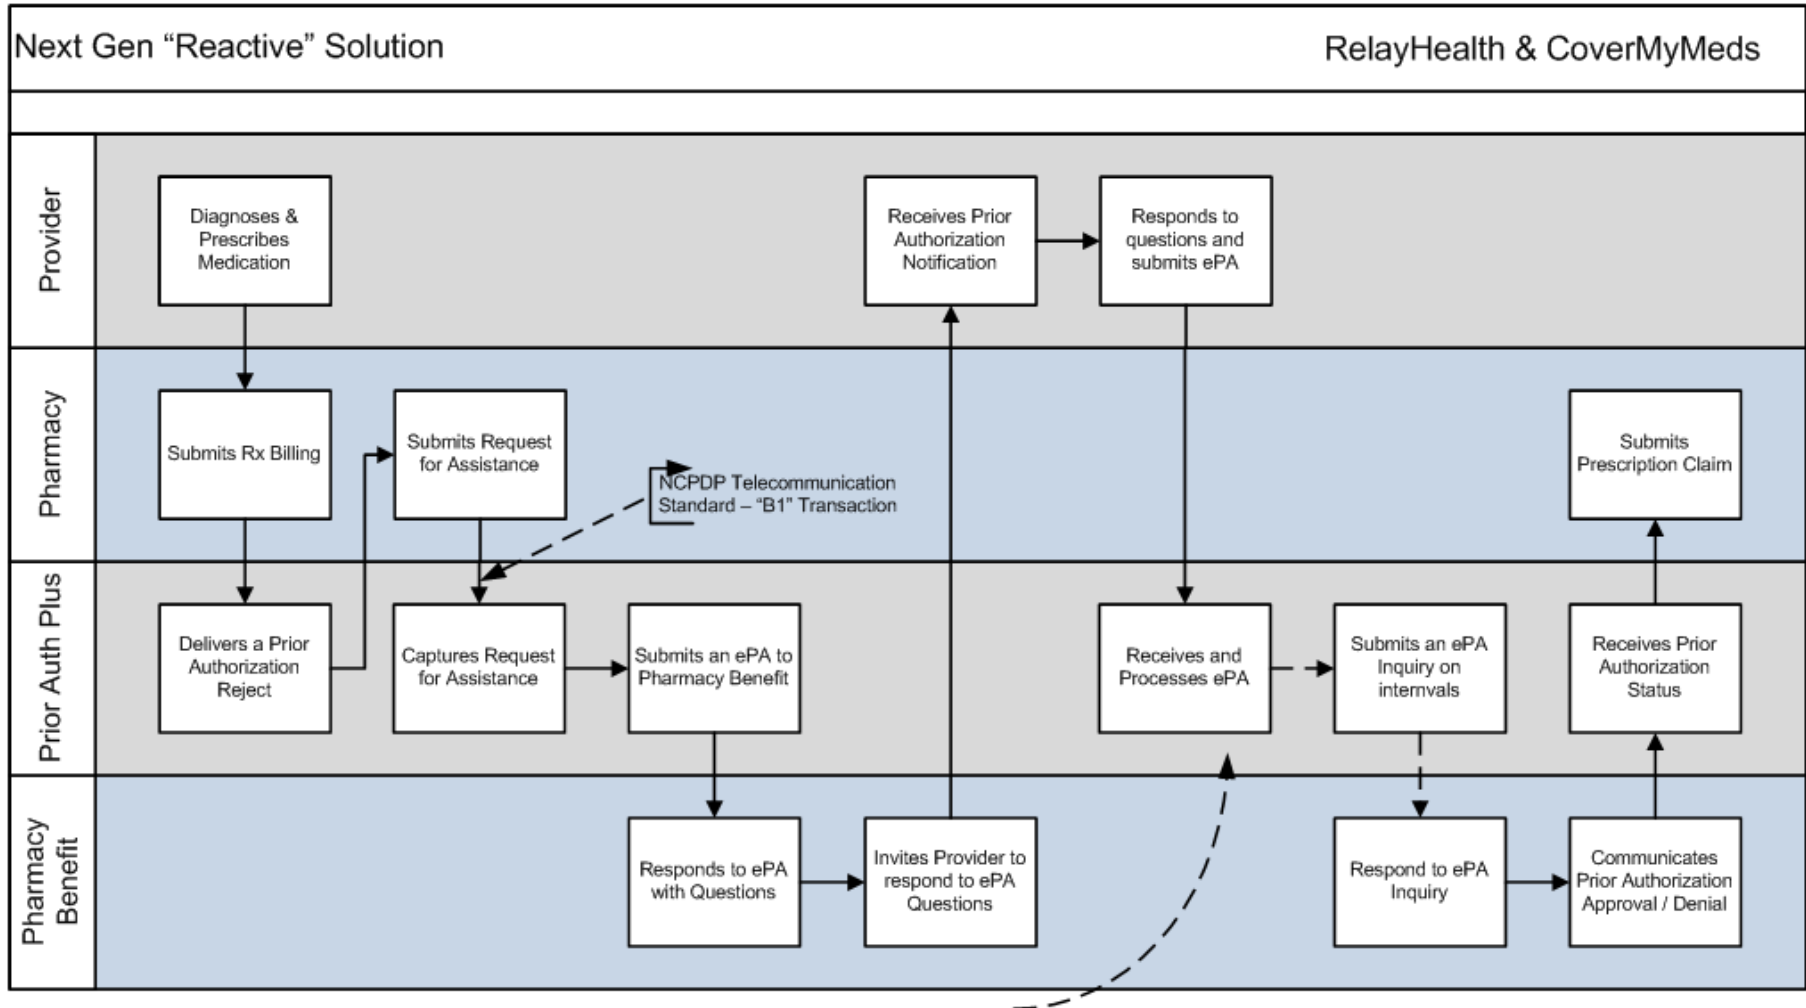 Next Gen “Reactive” Solution
RelayHealth & CoverMyMeds
Provider
Diagnoses &
Prescribes
Medication
Receives Prior
Authorization
Notification
Responds to
questions and
submits ePA
Pharmacy
Submits Rx Billing
Submits Request
for Assistance
NCPDP Telecommunication
Standard – “B1” Transaction
Submits
Prescription Claim
Prior Auth Plus
Delivers a Prior
Authorization
Reject
Captures Request
for Assistance
Submits an ePA to
Pharmacy Benefit
Receives and
Processes ePA
Submits an ePA
Inquiry on
internvals
Receives Prior
Authorization
Status
Pharmacy
Benefit
Responds to ePA
with Questions
Invites Provider to
respond to ePA
Questions
Respond to ePA
Inquiry
Communicates
Prior Authorization
Approval / Denial